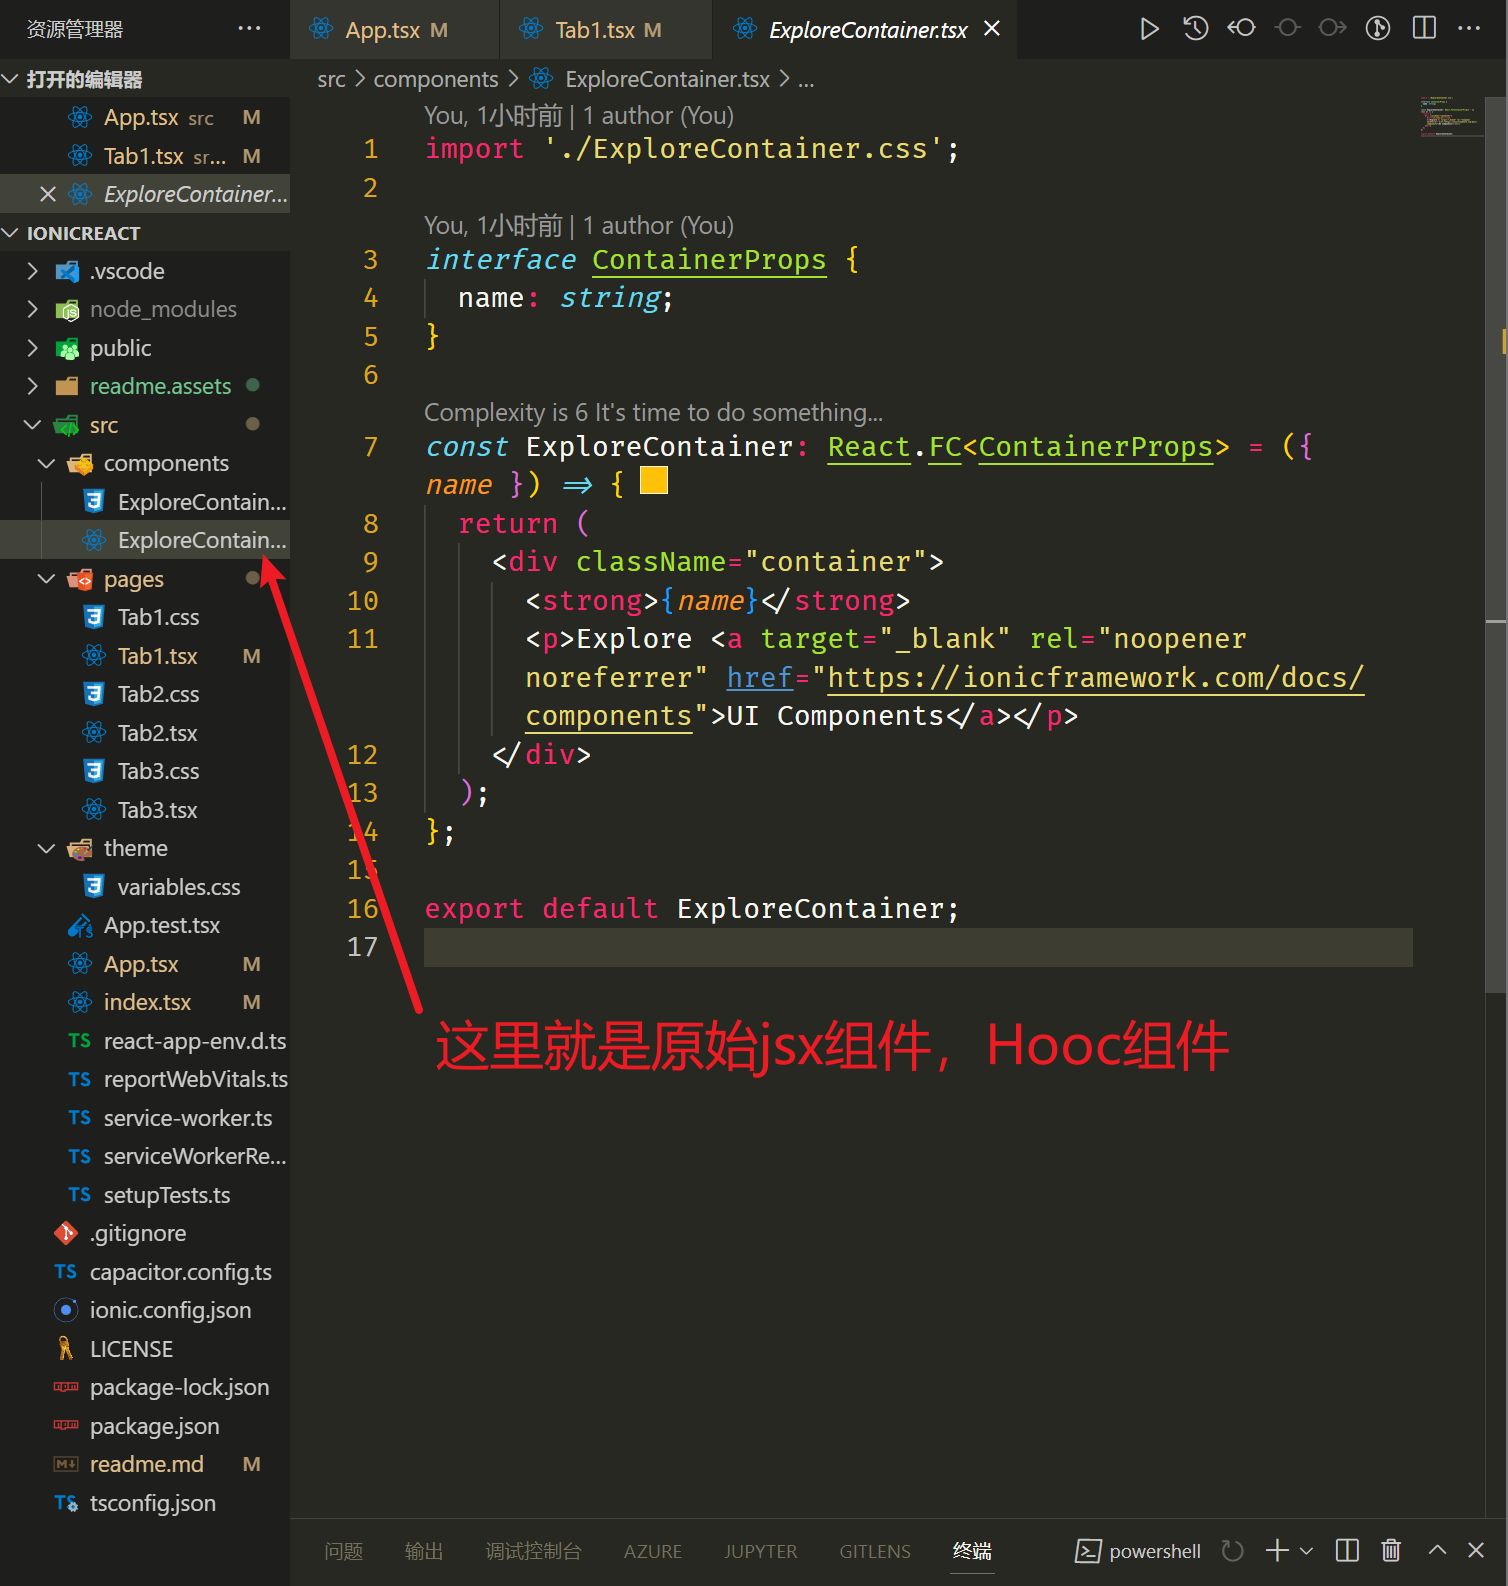 资源管理器
打开的编辑器
App.tsx src M
Tab1.tsx sr... M
ExploreContainer...
IONICREACT
.vscode
node_modules
public
readme.assets
src
components
ExploreContain...
ExploreContain...
pages
Tab1.css
Tab1.tsx M
Tab2.css
Tab2.tsx
Tab3.css
Tab3.tsx
theme
variables.css
App.test.tsx
App.tsx M
index.tsx M
TS react-app-env.d.ts
TS reportWebVitals.ts
TS service-worker.ts
TS serviceWorkerRe...
TS setupTests.ts
.gitignore
TS capacitor.config.ts
ionic.config.json
LICENSE
package-lock.json
package.json
readme.md M
TS tsconfig.json
App.tsx M Tab1.tsx M ExploreContainer.tsx
src > components > ExploreContainer.tsx > ...
You, 1小时前 | 1 author (You)
1 import './ExploreContainer.css';
2
You, 1小时前 | 1 author (You)
3 interface ContainerProps {
4 name: string;
5 }
6
Complexity is 6 It's time to do something...
7 const ExploreContainer: React.FC<ContainerProps> = ({
name }) => {
8 return (
9 <div className="container">
10 <strong>{name}</strong>
11 <p>Explore <a target="_blank" rel="noopener
noreferrer" href="https://ionicframework.com/docs/
components">UI Components</a></p>
12 </div>
13 );
14 };
15
16 export default ExploreContainer;
17
这里就是原始jsx组件，Hooc组件
问题 输出 调试控制台 AZURE JUPYTER GITLENS 终端 powershell